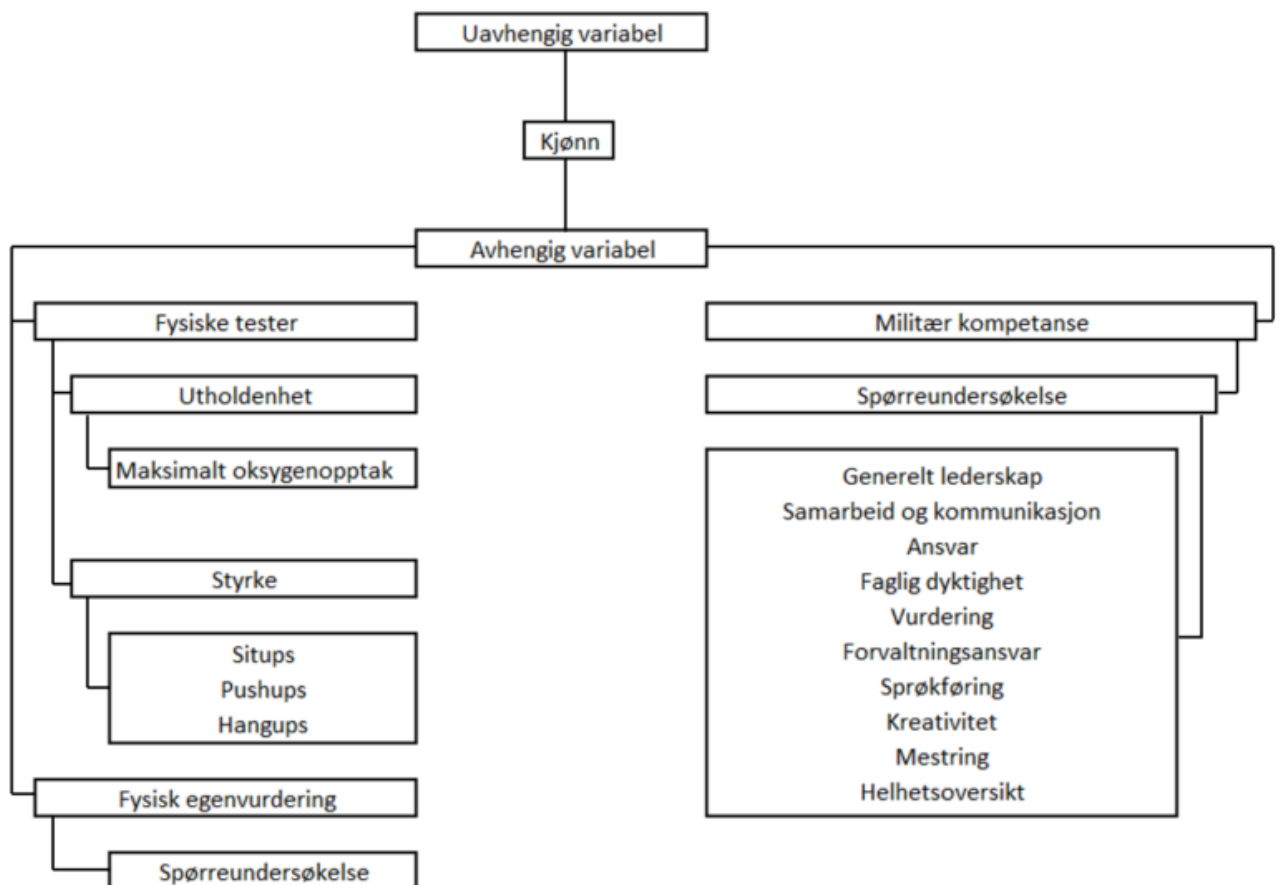 Uavhengig variabel
Kjønn
Avhengig variabel
Fysiske tester
Utholdenhet
Maksimalt oksygenopptak
Styrke
Situps
Pushups
Hangups
Fysisk egenvurdering
Spørreundersøkelse
Militær kompetanse
Spørreundersøkelse
Generelt lederskap
Samarbeid og kommunikasjon
Ansvar
Faglig dyktighet
Vurdering
Forvaltningsansvar
Sprøkføring
Kreativitet
Mestring
Helhetsoversikt